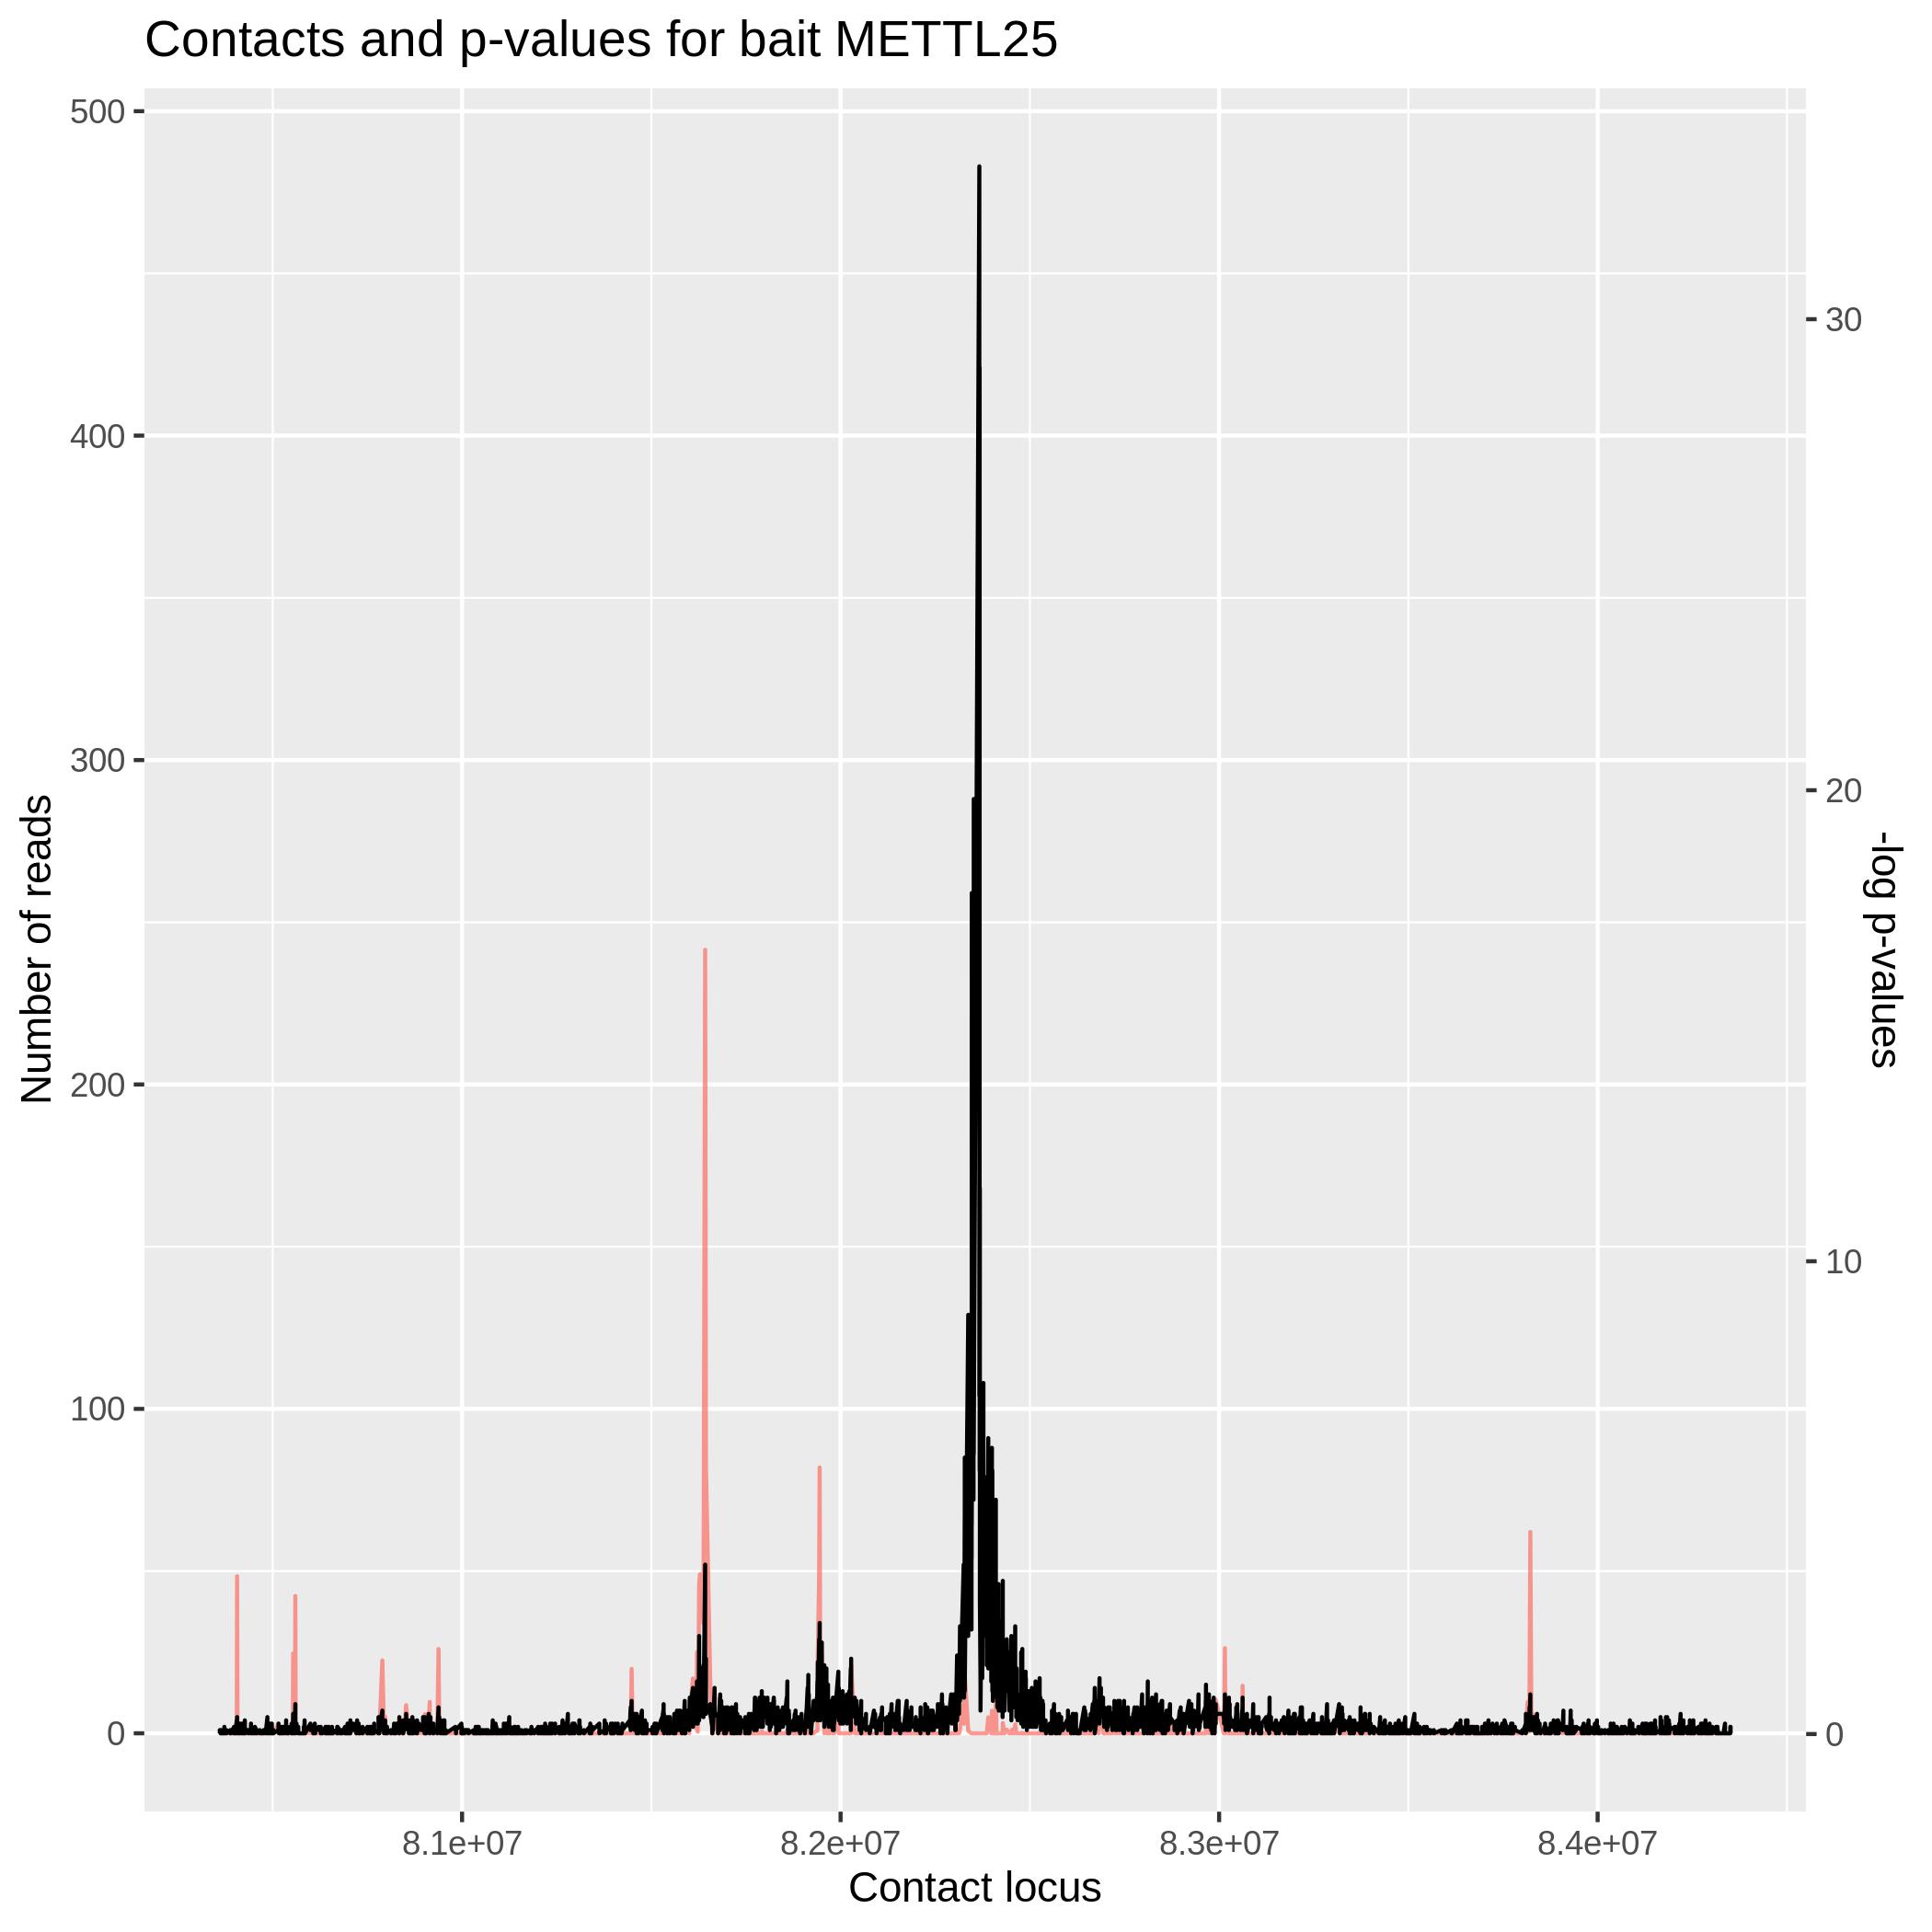 Contacts and p-values for bait METTL25
500
400
300
200
100
0
Number of reads
30
20
10
0
-log p-values
8.1e+07
8.2e+07
8.3e+07
8.4e+07
Contact locus